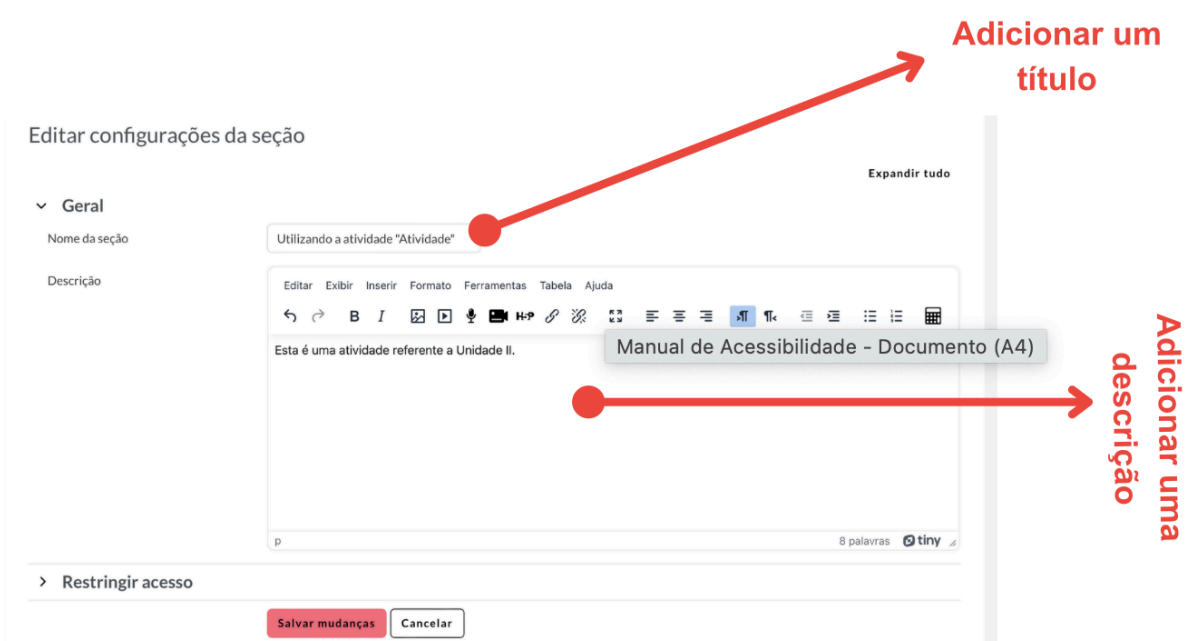 Adicionar um
título
Editar configurações da seção
Expandir tudo
Geral
Nome da seção
Utilizando a atividade "Atividade"
Descrição
Editar Exibir Inserir Formato Ferramentas Tabela Ajuda
B I H-P
Esta é uma atividade referente a Unidade II.
Manual de Acessibilidade - Documento (A4)
Adicionar uma
descrição
p
8 palavras tiny
Restringir acesso
Salvar mudanças Cancelar